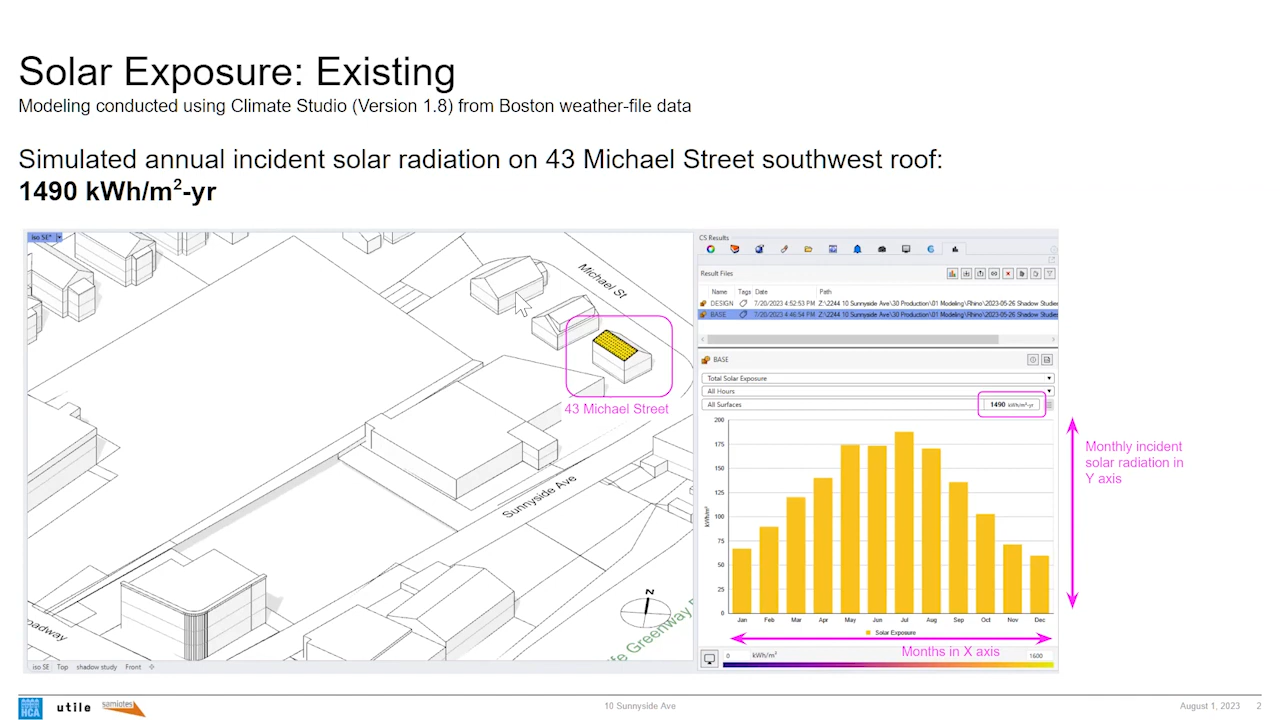 Solar Exposure: Existing
Modeling conducted using Climate Studio (Version 1.8) from Boston weather-file data
Simulated annual incident solar radiation on 43 Michael Street southwest roof:
1490 kWh/m²-yr
iso SE*
Michael St
43 Michael Street
Sunnyside Ave
oadway
fe Greenway
N
iso SE Top shadow study Front
CS Results
Result Files
Name Tags Date Path
DESIGN 7/20/2023 4:52:53 PM Z:\2244 10 Sunnyside Ave\30 Production\01 Modeling\Rhino\2023-05-26 Shadow Studies
BASE 7/20/2023 4:46:54 PM Z:\2244 10 Sunnyside Ave\30 Production\01 Modeling\Rhino\2023-05-26 Shadow Studies
BASE
Total Solar Exposure
All Hours
All Surfaces 1490 kWh/m²-yr
200
175
150
125
100
75
50
25
0
kWh/m²
Jan Feb Mar Apr May Jun Jul Aug Sep Oct Nov Dec
Solar Exposure
Months in X axis
0 kWh/m² 1600
Monthly incident
solar radiation in
Y axis
HCA utile samiotes 10 Sunnyside Ave August 1, 2023 2